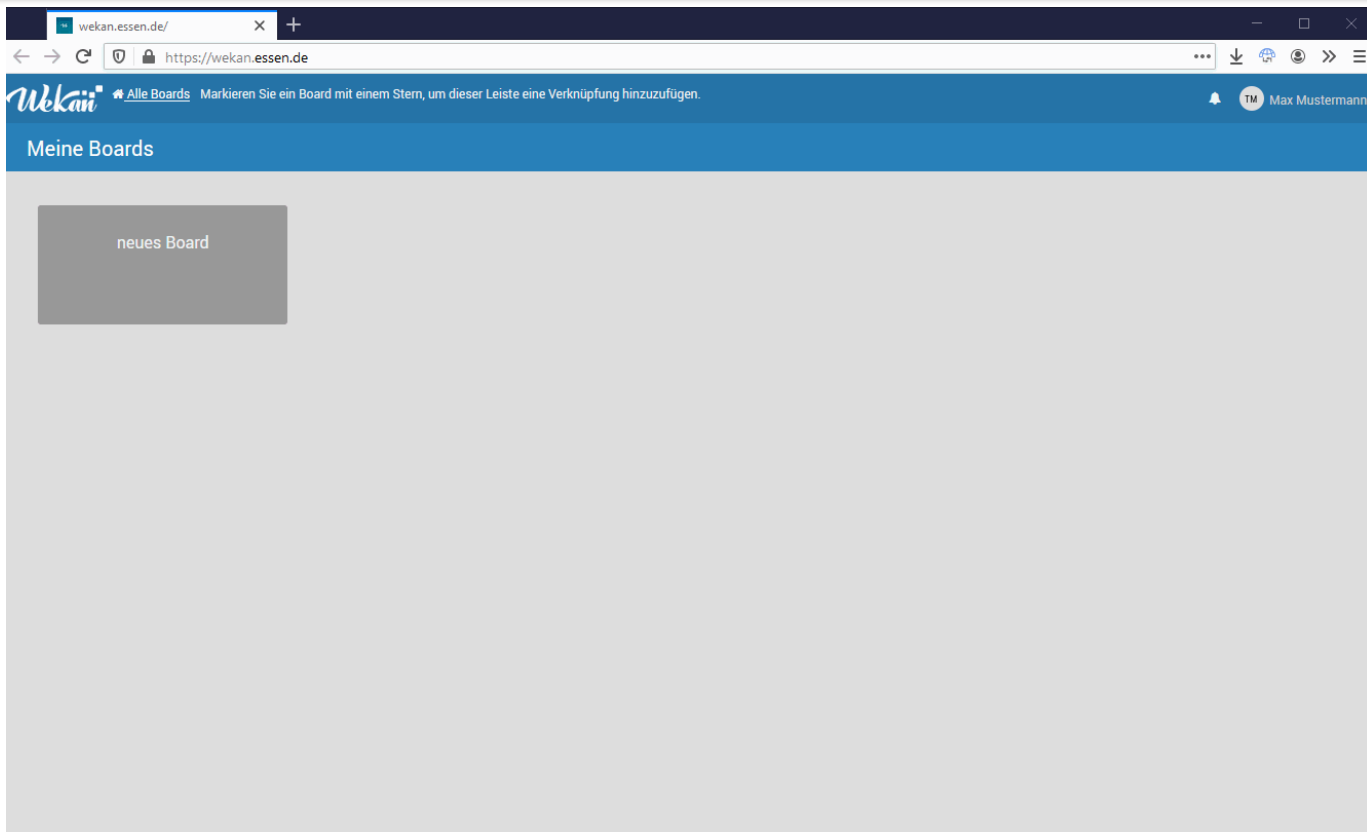 wekan.essen.de/
https://wekan.essen.de
Wekan Alle Boards Markieren Sie ein Board mit einem Stern, um dieser Leiste eine Verknüpfung hinzuzufügen. TM Max Mustermann
Meine Boards
neues Board